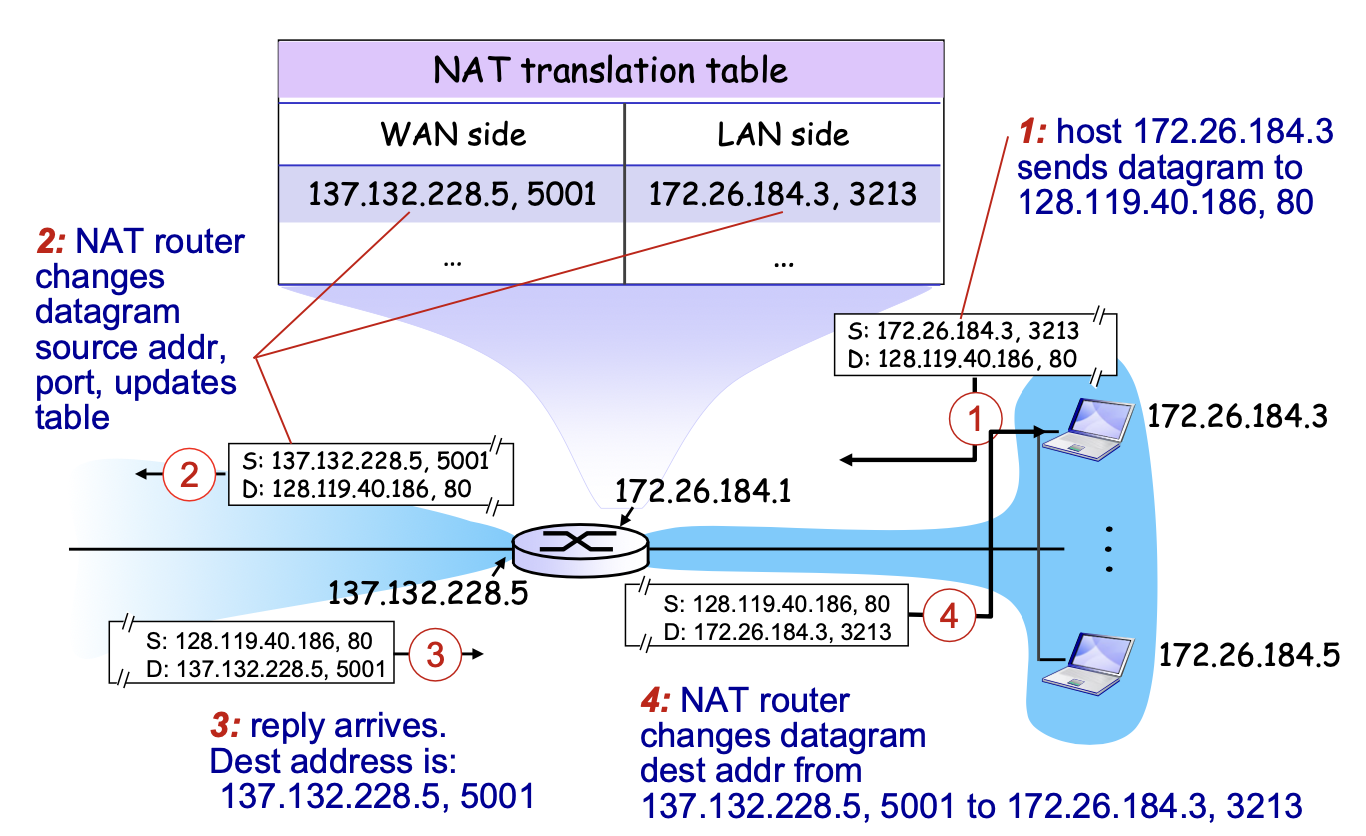 NAT translation table
WAN side
LAN side
137.132.228.5, 5001
172.26.184.3, 3213
...
...
1: host 172.26.184.3
sends datagram to
128.119.40.186, 80
2: NAT router
changes
datagram
source addr,
port, updates
table
S: 172.26.184.3, 3213
D: 128.119.40.186, 80
1
172.26.184.3
S: 137.132.228.5, 5001
D: 128.119.40.186, 80
2
172.26.184.1
137.132.228.5
S: 128.119.40.186, 80
D: 172.26.184.3, 3213
4
S: 128.119.40.186, 80
D: 137.132.228.5, 5001
3
172.26.184.5
3: reply arrives.
Dest address is:
137.132.228.5, 5001
4: NAT router
changes datagram
dest addr from
137.132.228.5, 5001 to 172.26.184.3, 3213